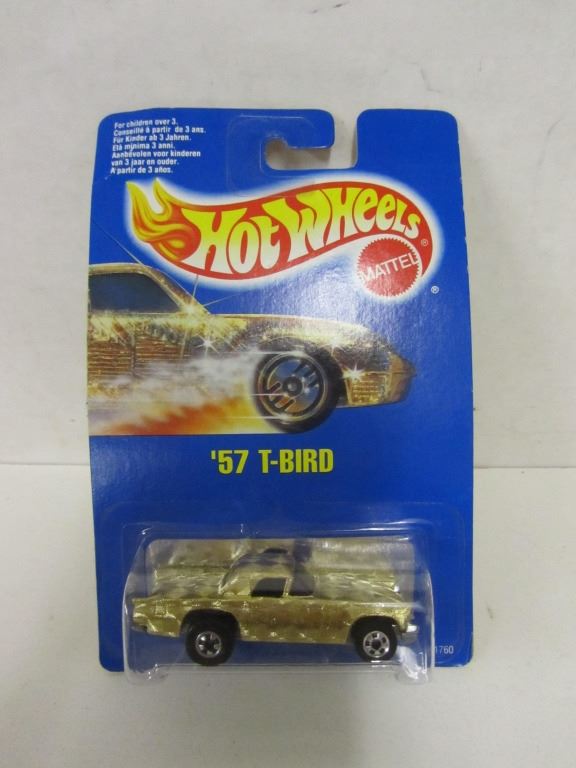 For children over 3.
Conseillé à partir de 3 ans.
Für Kinder ab 3 Jahren.
Età minima 3 anni.
Aanbevolen voor kinderen
van 3 jaar en ouder.
A partir de 3 años.
HOT WHEELS®
MATTEL
®
'57 T-BIRD
1760